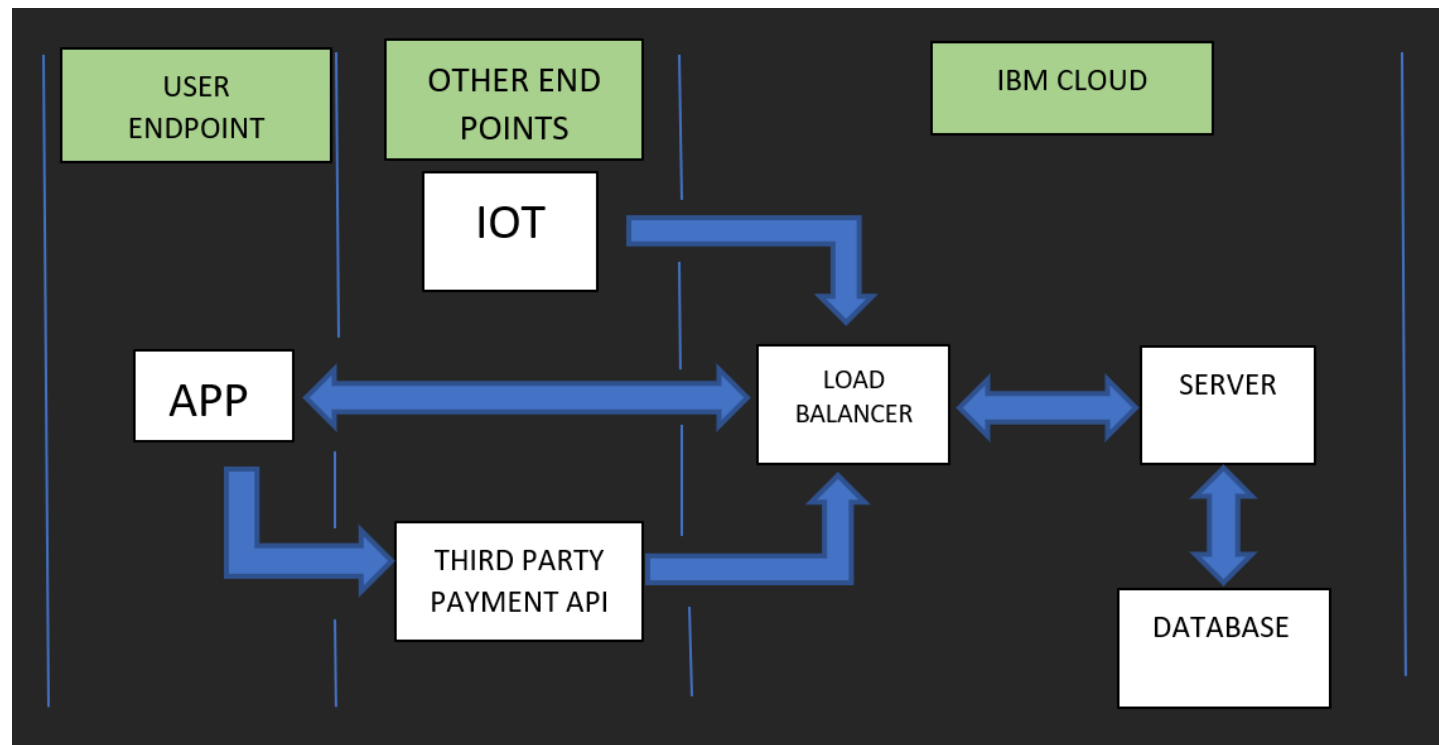 USER
ENDPOINT
OTHER END
POINTS
IBM CLOUD
IOT
APP
LOAD
BALANCER
SERVER
THIRD PARTY
PAYMENT API
DATABASE